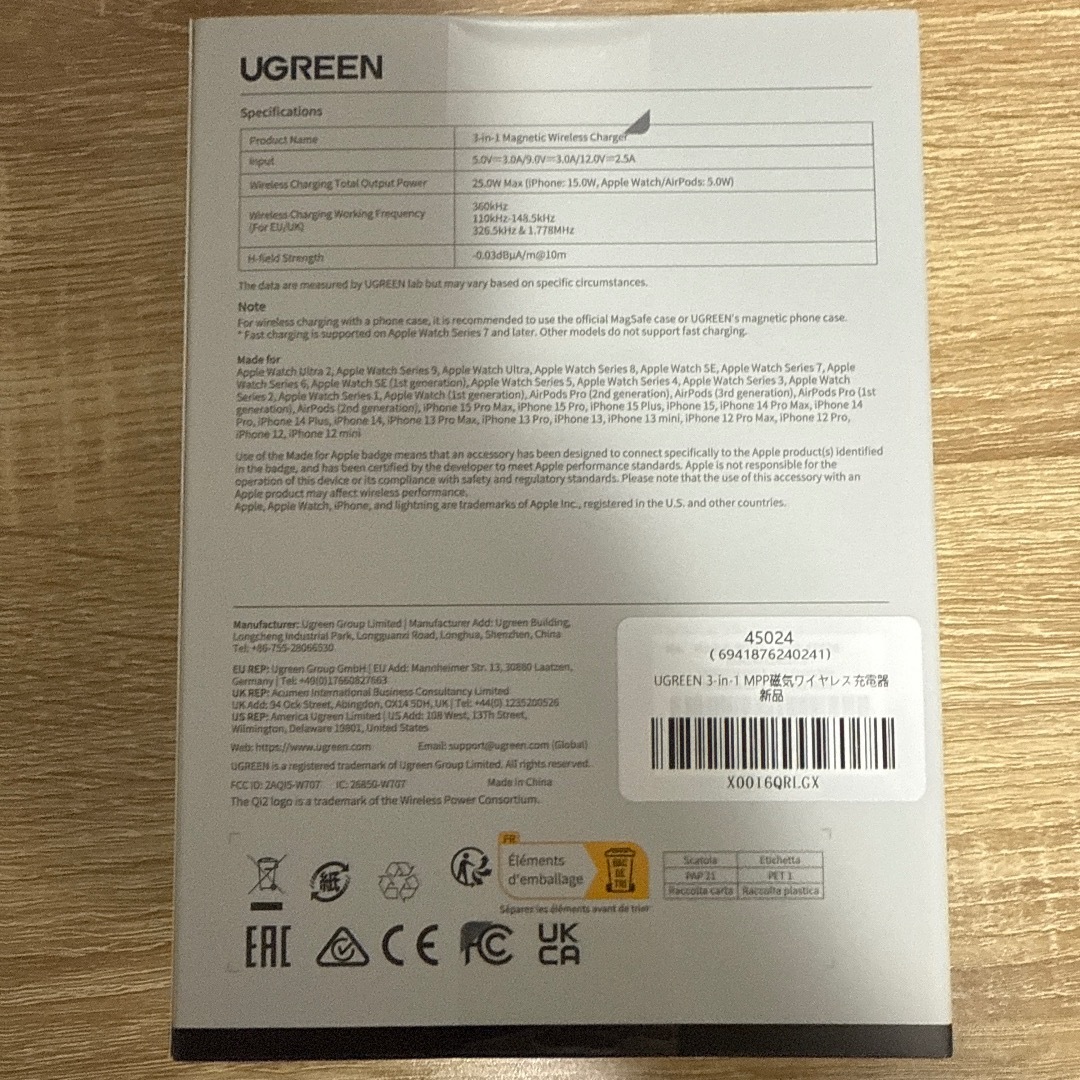 UGREEN
Specifications
Product Name 3-in-1 Magnetic Wireless Charger
Input 5.0V⎓3.0A/9.0V⎓3.0A/12.0V⎓2.5A
Wireless Charging Total Output Power 25.0W Max (iPhone: 15.0W, Apple Watch/AirPods: 5.0W)
Wireless Charging Working Frequency
(For EU/UK)
360kHz
110kHz-148.5kHz
326.5kHz & 1.778MHz
H-field Strength -0.03dBμA/m@10m
The data are measured by UGREEN lab but may vary based on specific circumstances.
Note
For wireless charging with a phone case, it is recommended to use the official MagSafe case or UGREEN's magnetic phone case.
* Fast charging is supported on Apple Watch Series 7 and later. Other models do not support fast charging.
Made for
Apple Watch Ultra 2, Apple Watch Series 9, Apple Watch Ultra, Apple Watch Series 8, Apple Watch SE, Apple Watch Series 7, Apple
Watch Series 6, Apple Watch SE (1st generation), Apple Watch Series 5, Apple Watch Series 4, Apple Watch Series 3, Apple Watch
Series 2, Apple Watch Series 1, Apple Watch (1st generation), AirPods Pro (2nd generation), AirPods (3rd generation), AirPods Pro (1st
generation), AirPods (2nd generation), iPhone 15 Pro Max, iPhone 15 Pro, iPhone 15 Plus, iPhone 15, iPhone 14 Pro Max, iPhone 14
Pro, iPhone 14 Plus, iPhone 14, iPhone 13 Pro Max, iPhone 13 Pro, iPhone 13, iPhone 13 mini, iPhone 12 Pro Max, iPhone 12 Pro,
iPhone 12, iPhone 12 mini
Use of the Made for Apple badge means that an accessory has been designed to connect specifically to the Apple product(s) identified
in the badge, and has been certified by the developer to meet Apple performance standards. Apple is not responsible for the
operation of this device or its compliance with safety and regulatory standards. Please note that the use of this accessory with an
Apple product may affect wireless performance.
Apple, Apple Watch, iPhone, and lightning are trademarks of Apple Inc., registered in the U.S. and other countries.
Manufacturer: Ugreen Group Limited | Manufacturer Add: Ugreen Building,
Longcheng Industrial Park, Longguanxi Road, Longhua, Shenzhen, China
Tel: +86-755-28066530
EU REP: Ugreen Group GmbH | EU Add: Mannheimer Str. 13, 30880 Laatzen,
Germany | Tel: +49(0)17660827663
UK REP: Acumen International Business Consultancy Limited
UK Add: 94 Ock Street, Abingdon, OX14 5DH, UK | Tel: +44(0) 1235200526
US REP: America Ugreen Limited | US Add: 108 West, 13Th Street,
Wilmington, Delaware 19801, United States
Web: https://www.ugreen.com Email: support@ugreen.com (Global)
UGREEN is a registered trademark of Ugreen Group Limited. All rights reserved.
FCC ID: 2AQI5-W707 IC: 26850-W707 Made in China
The Qi2 logo is a trademark of the Wireless Power Consortium.
45024
(6941876240241)
UGREEN 3-in-1 MPP磁気ワイヤレス充電器
新品
X0016QRLGX
紙
FR
Éléments
d'emballage
BAC
DE
TRI
Séparez les éléments avant de trier
Scatola Etichetta
PAP 21 PET 1
Raccolta carta Raccolta plastica
EAC
CE
FC
UK
CA